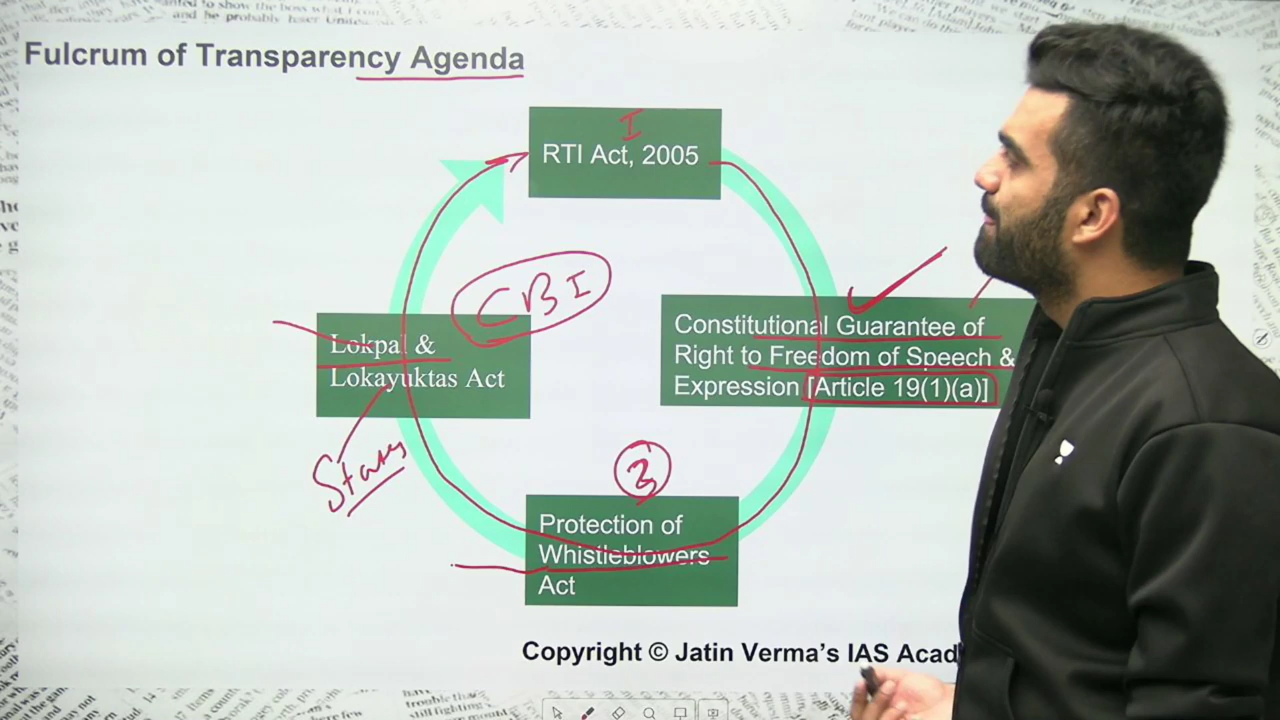 Fulcrum of Transparency Agenda
I
RTI Act, 2005
CBI
Constitutional Guarantee of
Right to Freedom of Speech &
Expression [Article 19(1)(a)]
Lokpal &
Lokayuktas Act
States
3
Protection of
Whistleblowers
Act
Copyright © Jatin Verma's IAS Acad